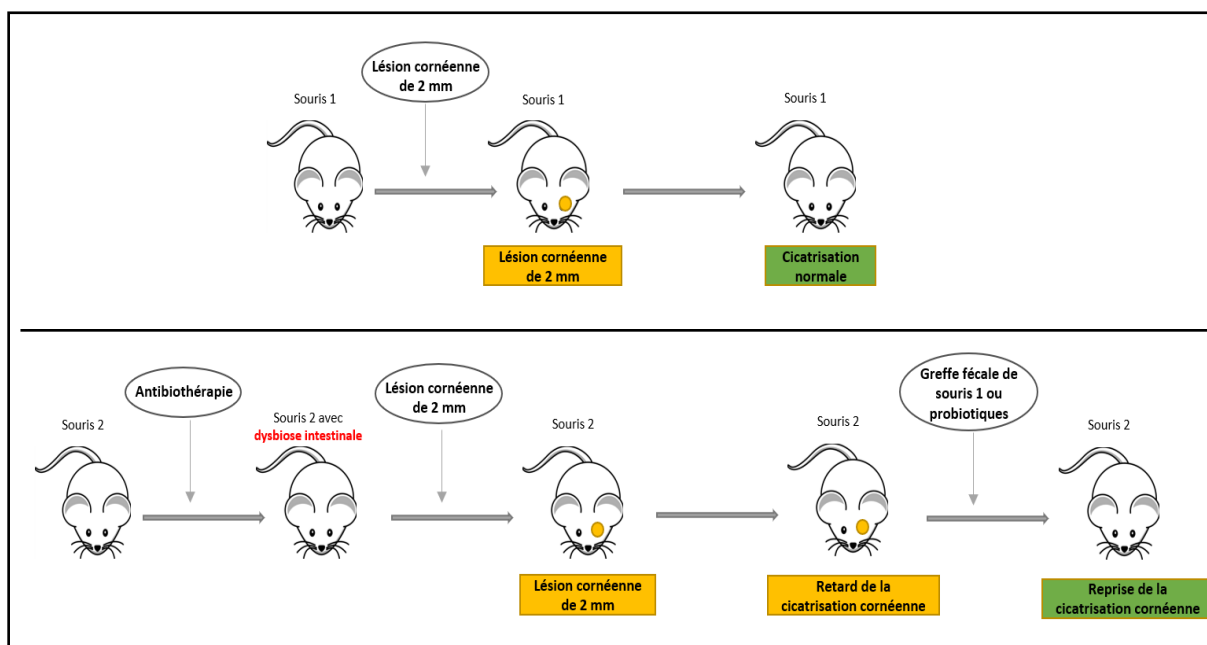 Lésion cornéenne
de 2 mm
Souris 1
Souris 1
Souris 1
Lésion cornéenne
de 2 mm
Cicatrisation
normale
Antibiothérapie
Lésion cornéenne
de 2 mm
Greffe fécale de
souris 1 ou
probiotiques
Souris 2
Souris 2 avec
dysbiose intestinale
Souris 2
Souris 2
Souris 2
Lésion cornéenne
de 2 mm
Retard de la
cicatrisation cornéenne
Reprise de la
cicatrisation cornéenne